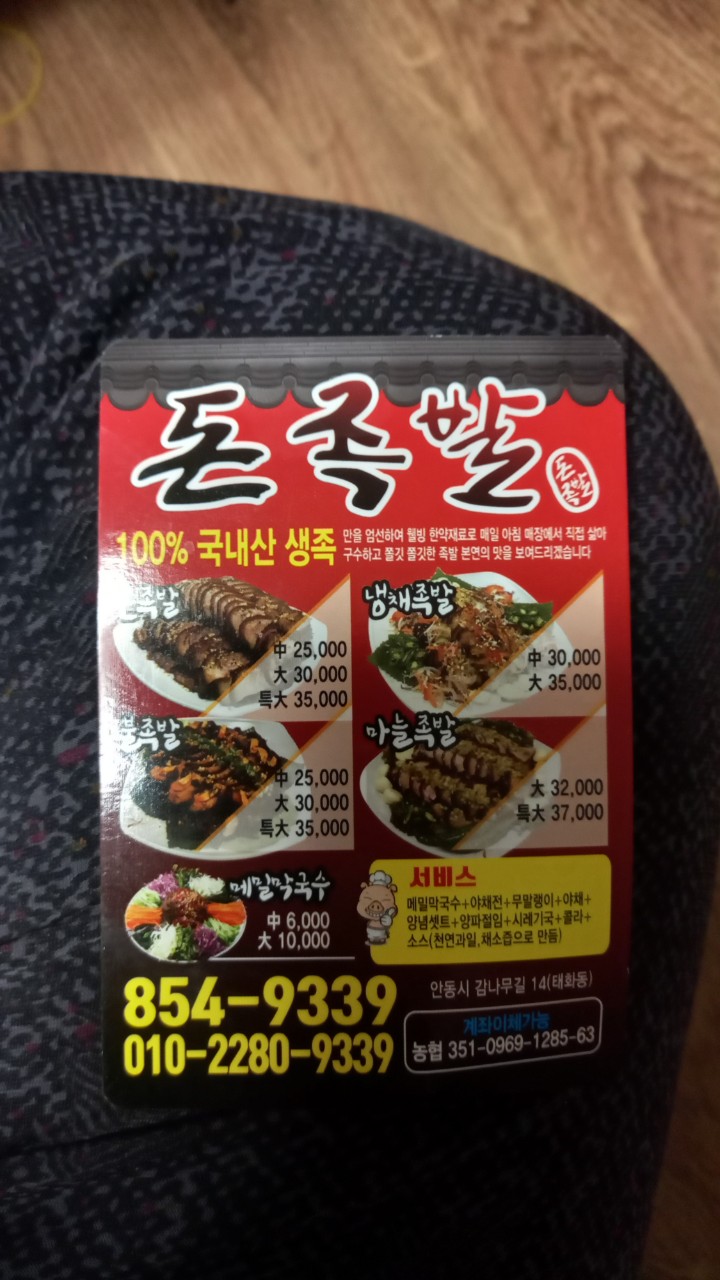 돈족발
돈
족발
100% 국내산 생족
만을 엄선하여 웰빙 한약재료로 매일 아침 매장에서 직접 삶아
구수하고 쫄깃 쫄깃한 족발 본연의 맛을 보여드리겠습니다
족발
中 25,000
大 30,000
특大 35,000
냉채족발
中 30,000
大 35,000
불족발
中 25,000
大 30,000
특大 35,000
마늘족발
大 32,000
특大 37,000
메밀막국수
中 6,000
大 10,000
서비스
메밀막국수+야채전+무말랭이+야채+
양념셋트+양파절임+시레기국+콜라+
소스(천연과일,채소즙으로 만듬)
854-9339
010-2280-9339
안동시 감나무길 14(태화동)
계좌이체가능
농협 351-0969-1285-63